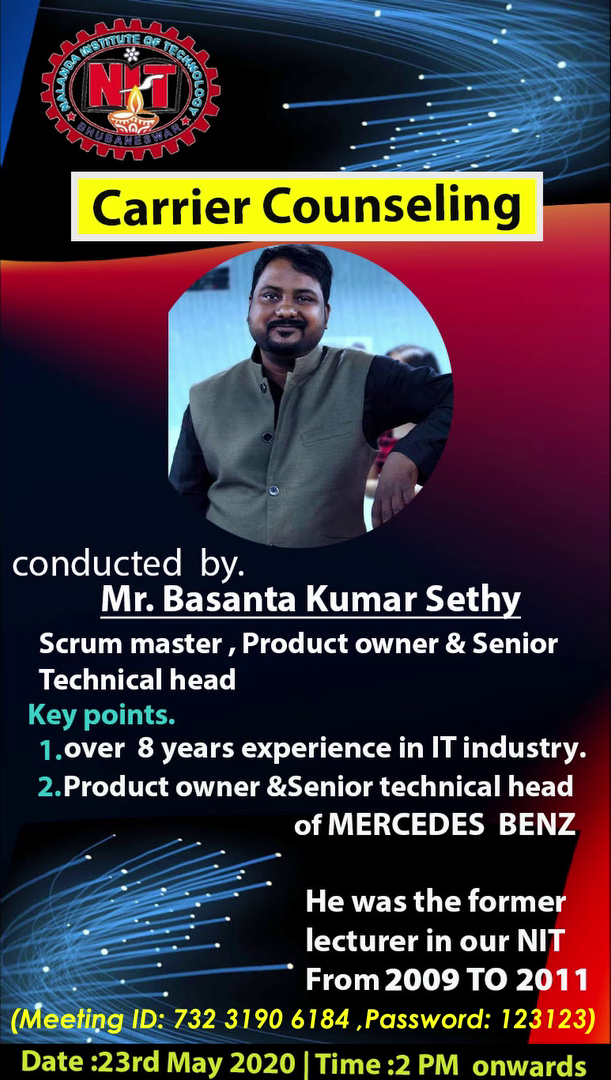 NALANDA INSTITUTE OF TECHNOLOGY
NIT
BHUBANESWAR
Carrier Counseling
conducted by.
Mr. Basanta Kumar Sethy
Scrum master , Product owner & Senior
Technical head
Key points.
1.over 8 years experience in IT industry.
2.Product owner &Senior technical head
of MERCEDES BENZ
He was the former
lecturer in our NIT
From 2009 TO 2011
(Meeting ID: 732 3190 6184 ,Password: 123123)
Date :23rd May 2020 | Time :2 PM onwards